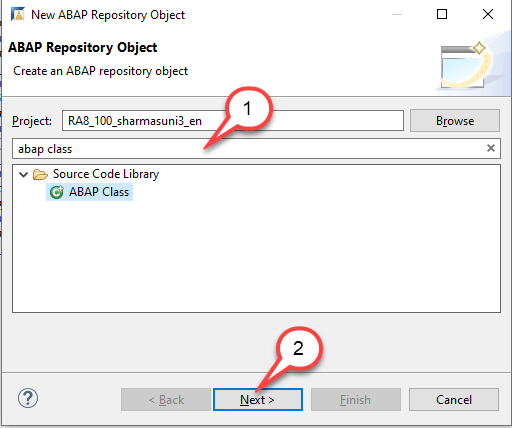 New ABAP Repository Object
ABAP Repository Object
Create an ABAP repository object
1
Project: RA8_100_sharmasuni3_en Browse
abap class
Source Code Library
ABAP Class
2
? < Back Next > Finish Cancel